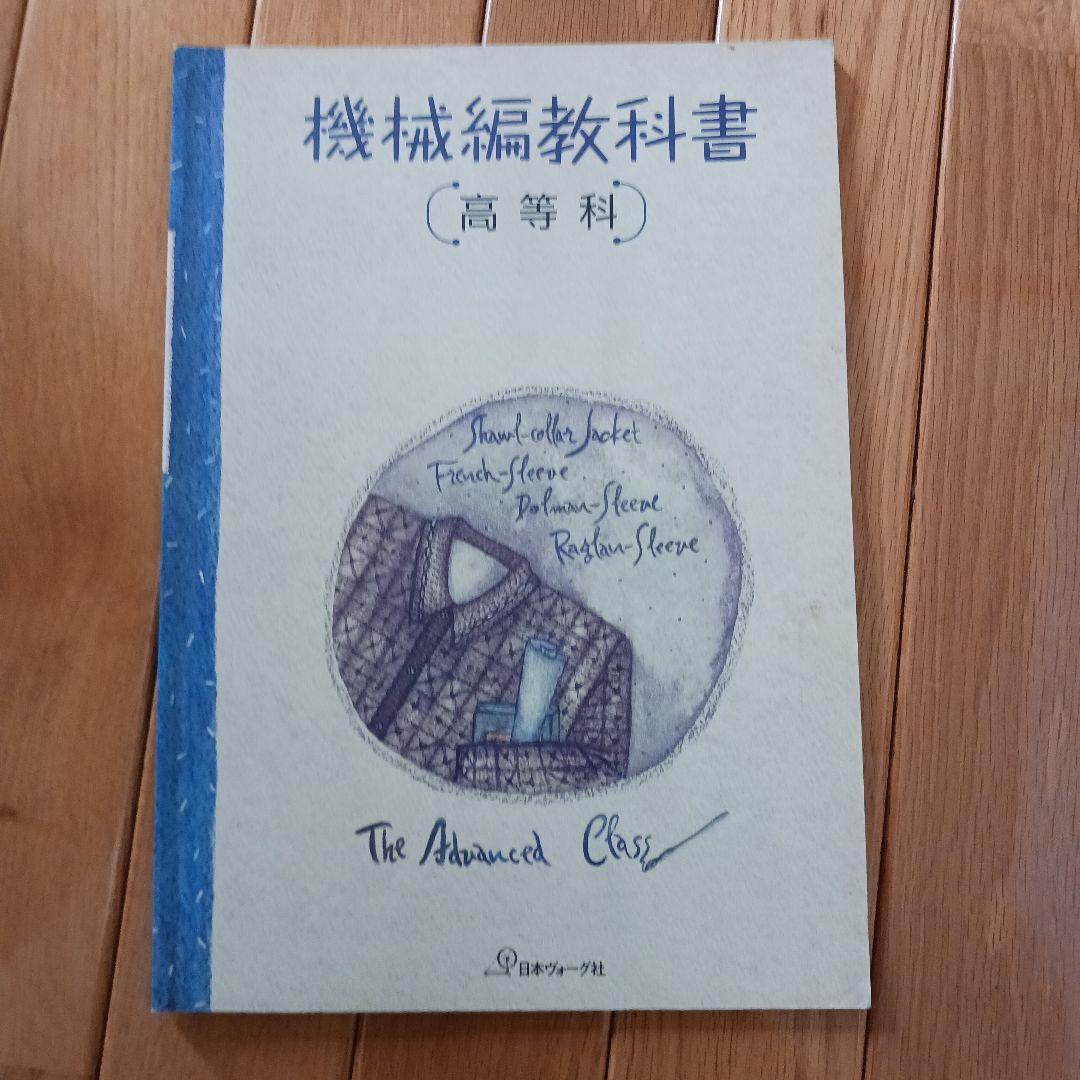 機械編教科書
高等科
Shawl-collar Jacket
French-Sleeve
Dolman-Sleeve
Raglan-Sleeve
The Advanced Class
日本ヴォーグ社